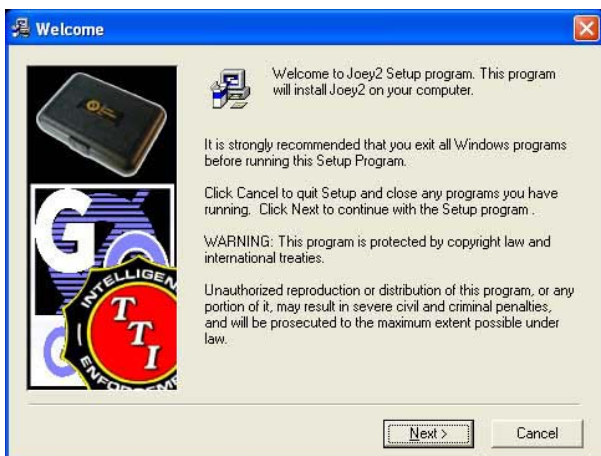 Welcome
Welcome to Joey2 Setup program. This program
will install Joey2 on your computer.
It is strongly recommended that you exit all Windows programs
before running this Setup Program.
Click Cancel to quit Setup and close any programs you have
running. Click Next to continue with the Setup program .
WARNING: This program is protected by copyright law and
international treaties.
Unauthorized reproduction or distribution of this program, or any
portion of it, may result in severe civil and criminal penalties,
and will be prosecuted to the maximum extent possible under
law.
G
INTELLIGEN
TTI
ENFORCEME
Next >
Cancel